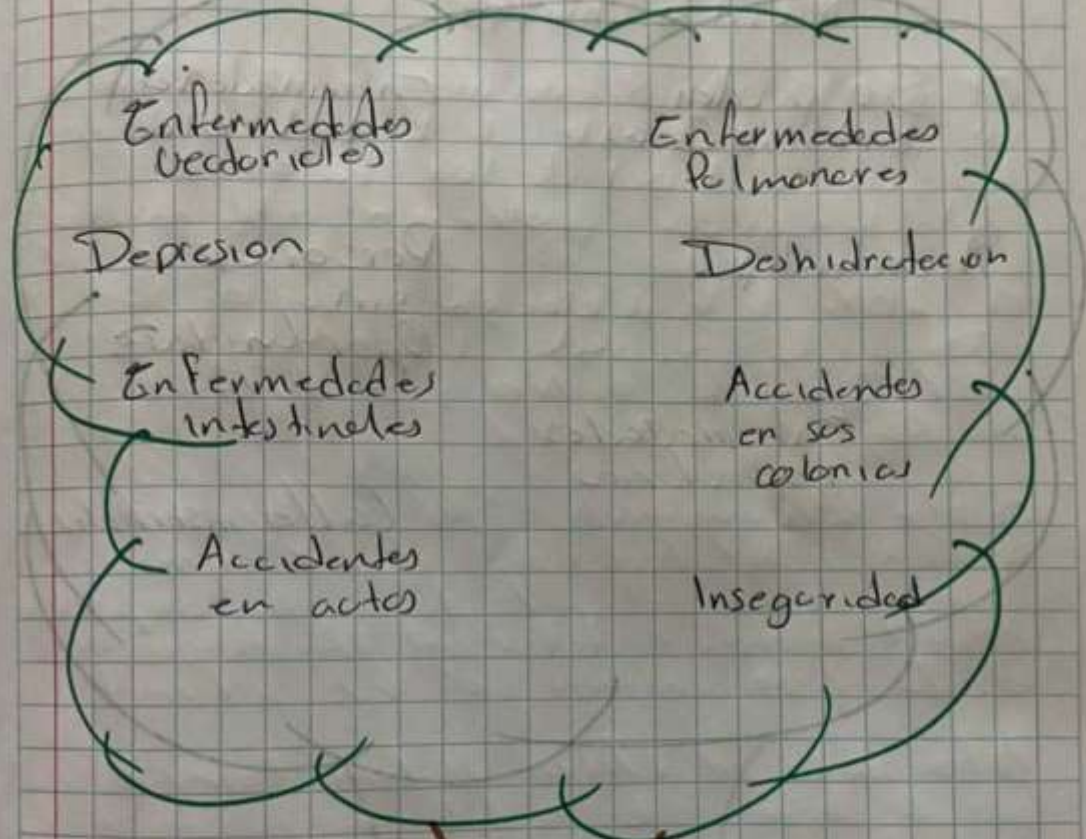 Enfermedades
vectoriales
Enfermedades
Pulmonares
Depresion
Deshidratacion
Enfermedades
intestinales
Accidentes
en sus
colonias
Accidentes
en autos
Inseguridad